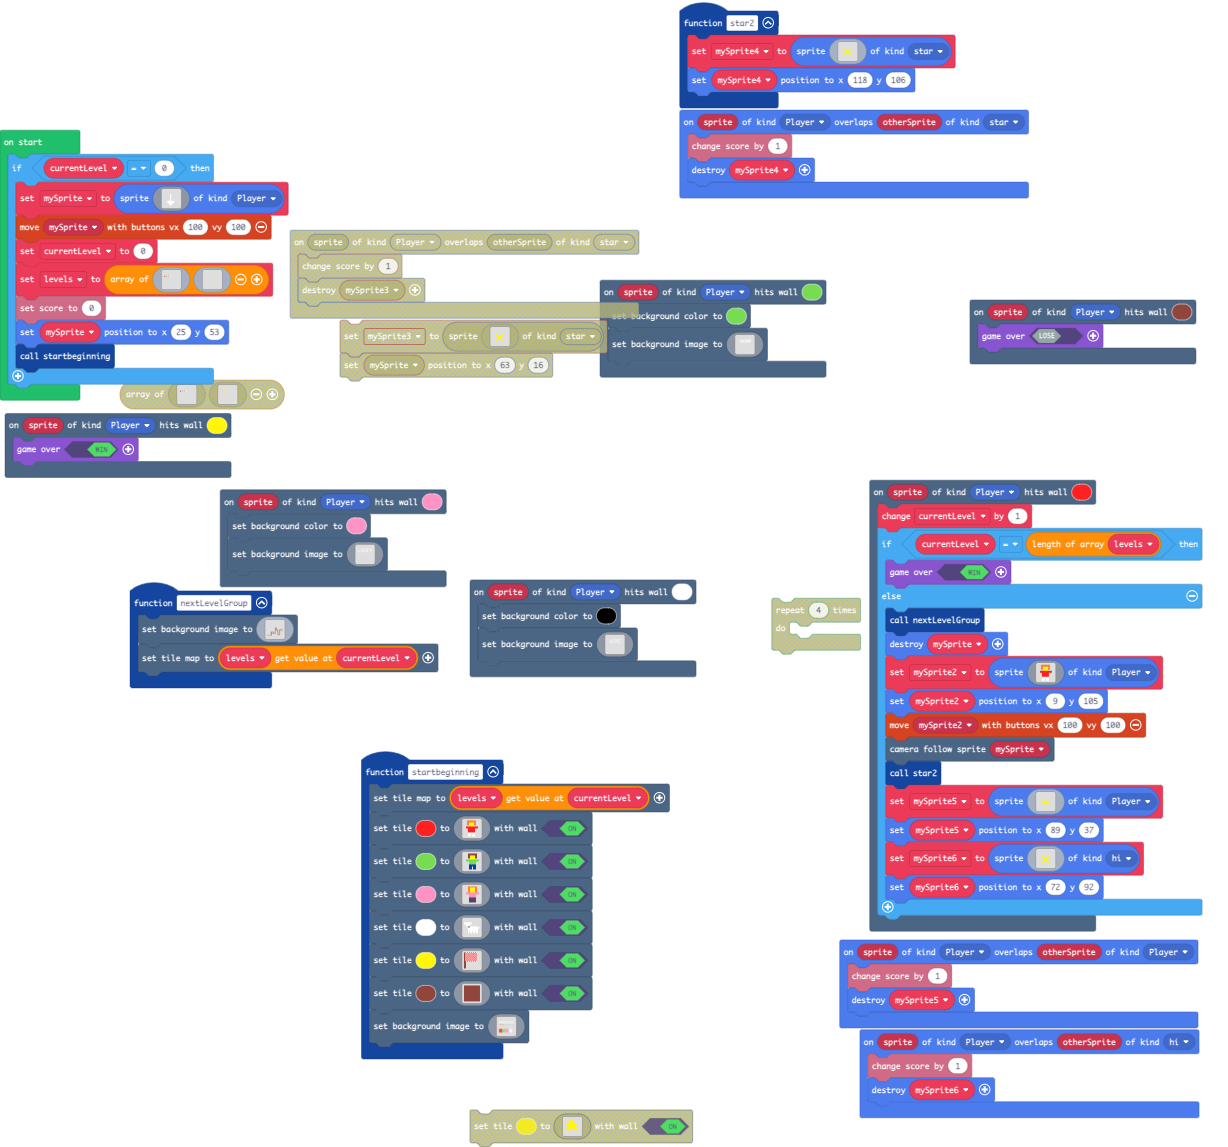 function star2
set mySprite4 to sprite of kind star
set mySprite4 position to x 118 y 106
on sprite of kind Player overlaps otherSprite of kind star
change score by 1
destroy mySprite4
on start
if currentLevel = 0 then
set mySprite to sprite of kind Player
move mySprite with buttons vx 100 vy 100
set currentLevel to 0
set levels to array of
set score to 0
set mySprite position to x 25 y 53
call startbeginning
array of
on sprite of kind Player overlaps otherSprite of kind star
change score by 1
destroy mySprite3
set mySprite3 to sprite of kind star
set mySprite position to x 63 y 16
on sprite of kind Player hits wall
set background color to
set background image to
on sprite of kind Player hits wall
game over LOSE
on sprite of kind Player hits wall
game over WIN
on sprite of kind Player hits wall
set background color to
set background image to
function nextLevelGroup
set background image to
set tile map to levels get value at currentLevel
on sprite of kind Player hits wall
set background color to
set background image to
repeat 4 times
do
on sprite of kind Player hits wall
change currentLevel by 1
if currentLevel = length of array levels then
game over WIN
else
call nextLevelGroup
destroy mySprite
set mySprite2 to sprite of kind Player
set mySprite2 position to x 9 y 105
move mySprite2 with buttons vx 100 vy 100
camera follow sprite mySprite
call star2
set mySprite5 to sprite of kind Player
set mySprite5 position to x 89 y 37
set mySprite6 to sprite of kind hi
set mySprite6 position to x 72 y 92
function startbeginning
set tile map to levels get value at currentLevel
set tile to with wall ON
set tile to with wall ON
set tile to with wall ON
set tile to with wall ON
set tile to with wall ON
set tile to with wall ON
set background image to
on sprite of kind Player overlaps otherSprite of kind Player
change score by 1
destroy mySprite5
on sprite of kind Player overlaps otherSprite of kind hi
change score by 1
destroy mySprite6
set tile to with wall ON